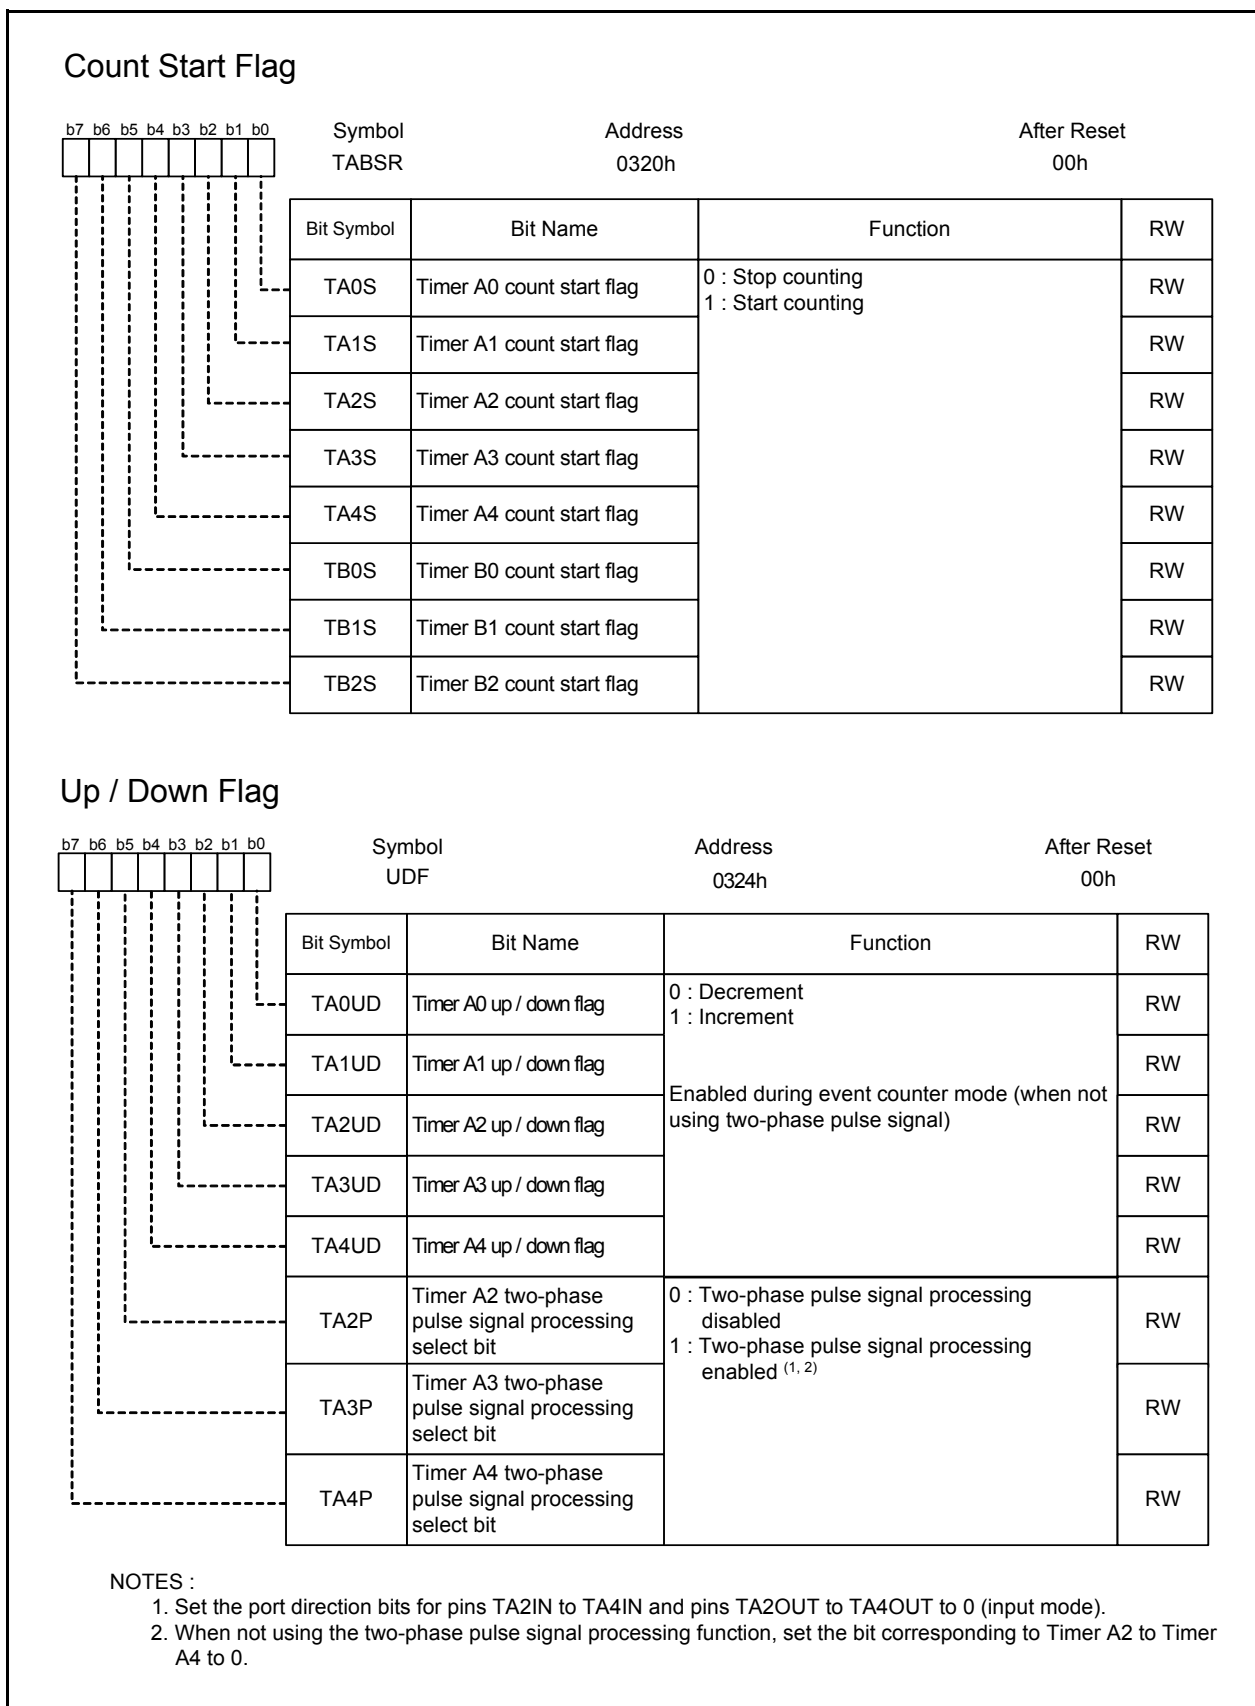 Count Start Flag
b7 b6 b5 b4 b3 b2 b1 b0
Symbol Address After Reset
TABSR 0320h 00h
Bit Symbol Bit Name Function RW
TA0S Timer A0 count start flag 0 : Stop counting RW
1 : Start counting
TA1S Timer A1 count start flag RW
TA2S Timer A2 count start flag RW
TA3S Timer A3 count start flag RW
TA4S Timer A4 count start flag RW
TB0S Timer B0 count start flag RW
TB1S Timer B1 count start flag RW
TB2S Timer B2 count start flag RW
Up / Down Flag
b7 b6 b5 b4 b3 b2 b1 b0
Symbol Address After Reset
UDF 0324h 00h
Bit Symbol Bit Name Function RW
TA0UD Timer A0 up / down flag 0 : Decrement RW
1 : Increment
TA1UD Timer A1 up / down flag RW
Enabled during event counter mode (when not
using two-phase pulse signal)
TA2UD Timer A2 up / down flag RW
TA3UD Timer A3 up / down flag RW
TA4UD Timer A4 up / down flag RW
TA2P Timer A2 two-phase
pulse signal processing
select bit
0 : Two-phase pulse signal processing
disabled
1 : Two-phase pulse signal processing
enabled (1, 2)
RW
TA3P Timer A3 two-phase
pulse signal processing
select bit
RW
TA4P Timer A4 two-phase
pulse signal processing
select bit
RW
NOTES :
1. Set the port direction bits for pins TA2IN to TA4IN and pins TA2OUT to TA4OUT to 0 (input mode).
2. When not using the two-phase pulse signal processing function, set the bit corresponding to Timer A2 to Timer
A4 to 0.